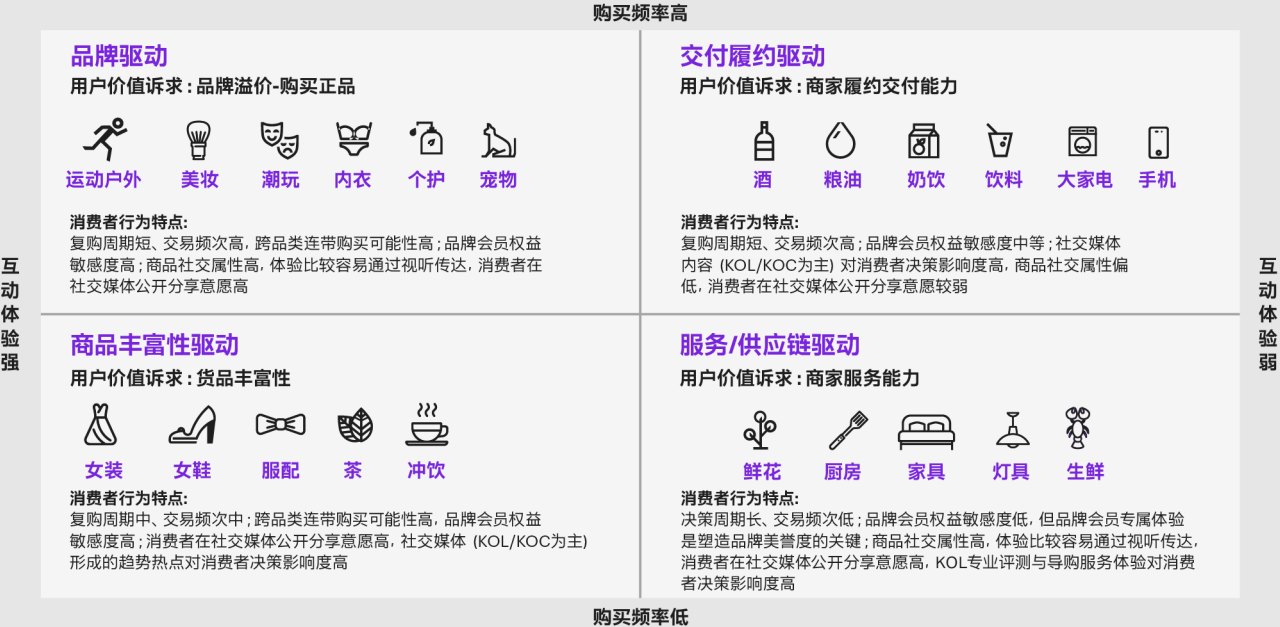 购买频率高
品牌驱动
用户价值诉求：品牌溢价-购买正品
运动户外 美妆 潮玩 内衣 个护 宠物
消费者行为特点:
复购周期短、交易频次高，跨品类连带购买可能性高；品牌会员权益
敏感度高；商品社交属性高，体验比较容易通过视听传达，消费者在
社交媒体公开分享意愿高
交付履约驱动
用户价值诉求：商家履约交付能力
酒 粮油 奶饮 饮料 大家电 手机
消费者行为特点:
复购周期短、交易频次高；品牌会员权益敏感度中等；社交媒体
内容 (KOL/KOC为主) 对消费者决策影响度高，商品社交属性偏
低，消费者在社交媒体公开分享意愿较弱
互动体验强
互动体验弱
商品丰富性驱动
用户价值诉求：货品丰富性
女装 女鞋 服配 茶 冲饮
消费者行为特点:
复购周期中、交易频次中；跨品类连带购买可能性高，品牌会员权益
敏感度高；消费者在社交媒体公开分享意愿高，社交媒体 (KOL/KOC为主)
形成的趋势热点对消费者决策影响度高
服务/供应链驱动
用户价值诉求：商家服务能力
鲜花 厨房 家具 灯具 生鲜
消费者行为特点:
决策周期长、交易频次低；品牌会员权益敏感度低，但品牌会员专属体验
是塑造品牌美誉度的关键；商品社交属性高，体验比较容易通过视听传达，
消费者在社交媒体公开分享意愿高，KOL专业评测与导购服务体验对消费
者决策影响度高
购买频率低